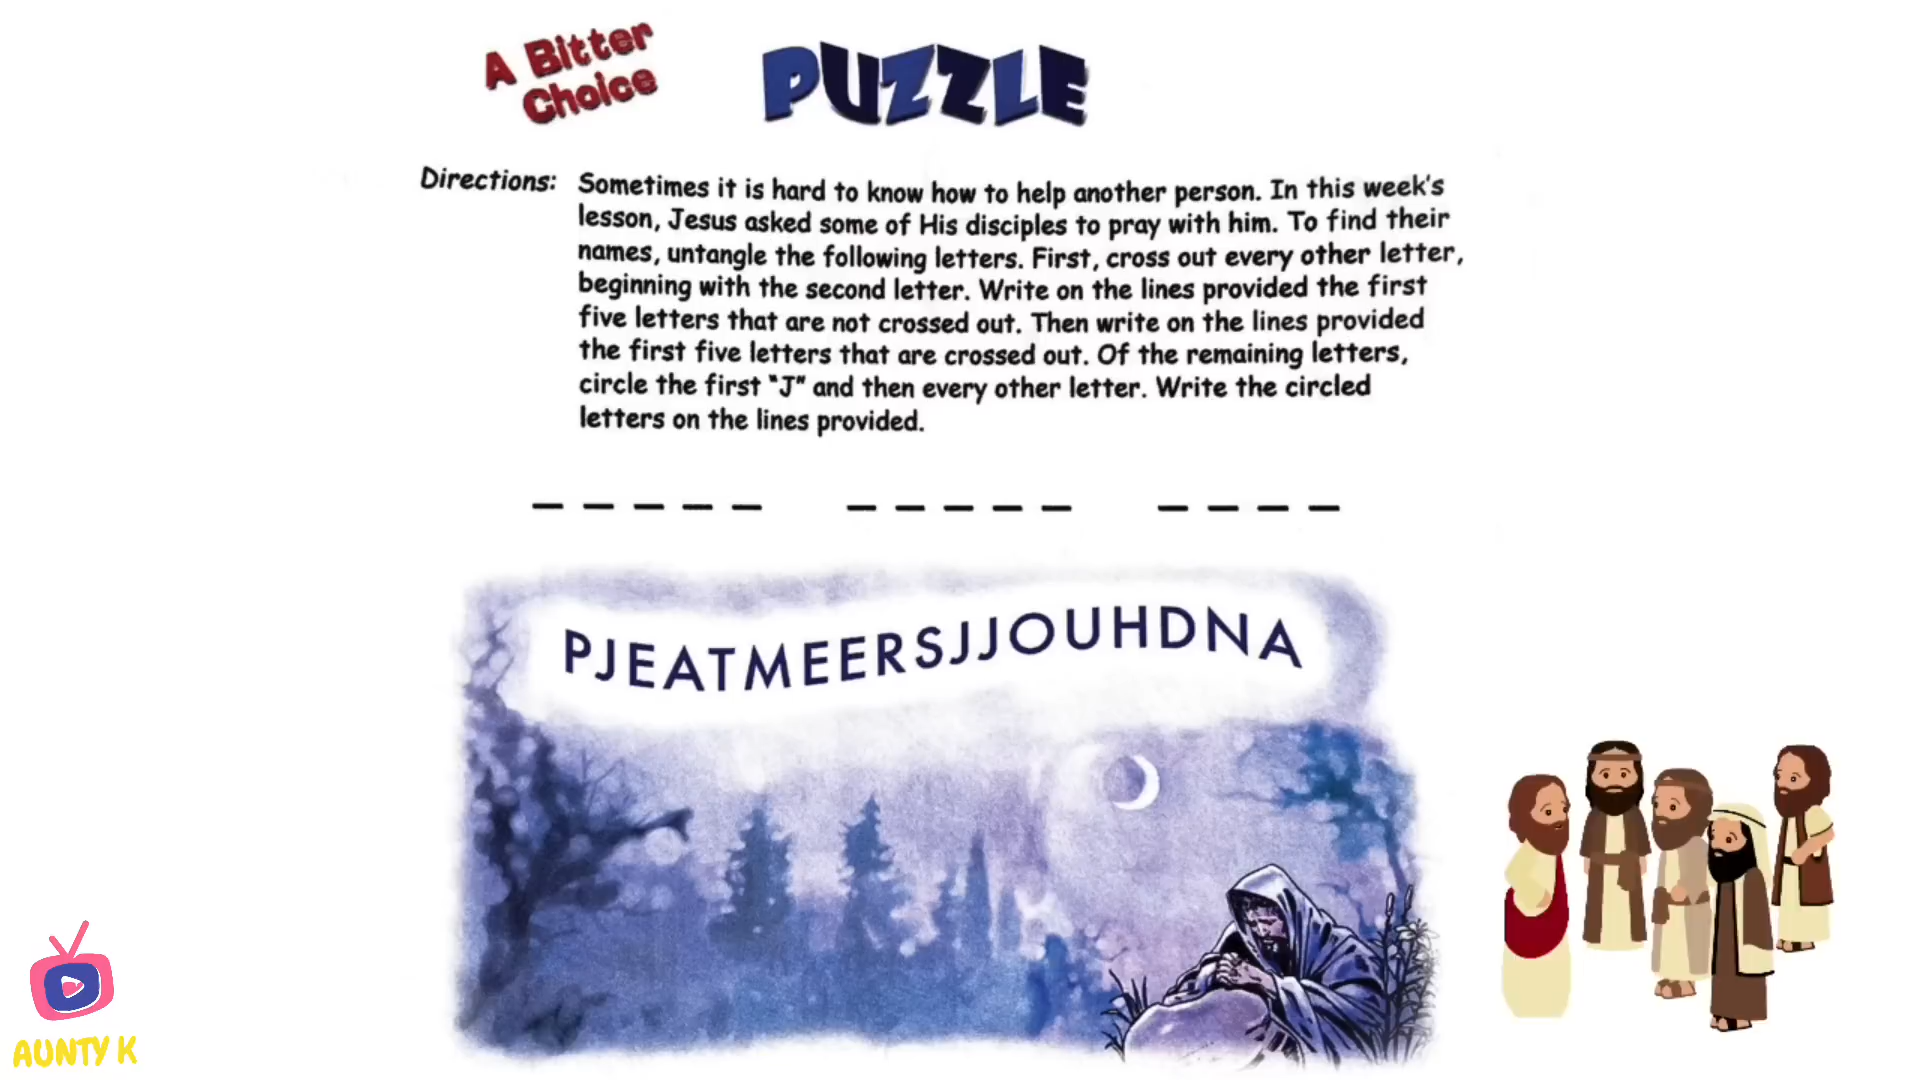 A Bitter
Choice
PUZZLE
Directions: Sometimes it is hard to know how to help another person. In this week's
lesson, Jesus asked some of His disciples to pray with him. To find their
names, untangle the following letters. First, cross out every other letter,
beginning with the second letter. Write on the lines provided the first
five letters that are not crossed out. Then write on the lines provided
the first five letters that are crossed out. Of the remaining letters,
circle the first "J" and then every other letter. Write the circled
letters on the lines provided.
PJEATMEERSJJOUHDNA
AUNTY K